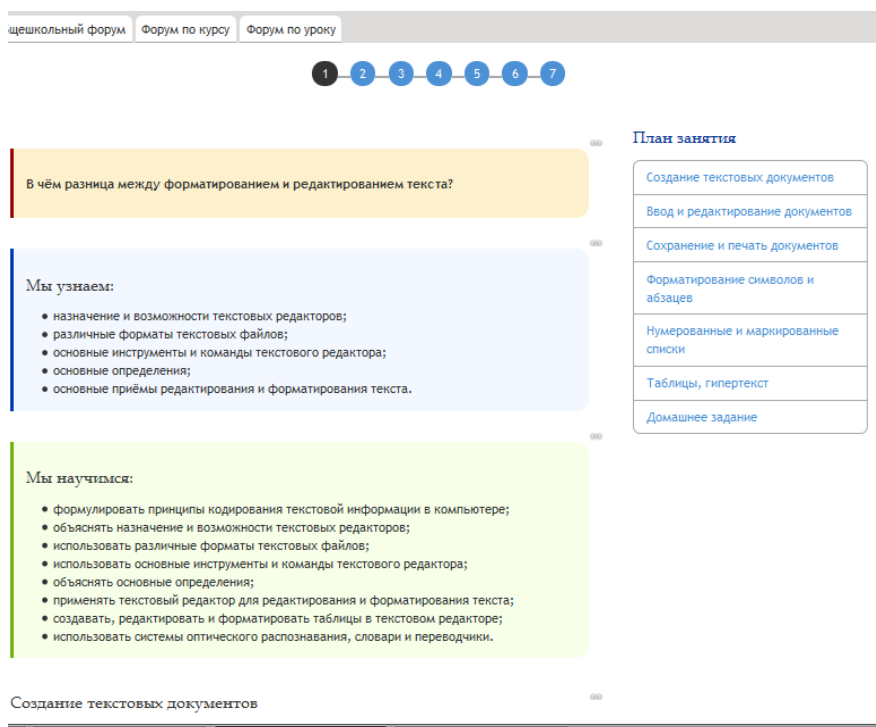 щешкольный форум
Форум по курсу
Форум по уроку
1
2
3
4
5
6
7
В чём разница между форматированием и редактированием текста?
Мы узнаем:
• назначение и возможности текстовых редакторов;
• различные форматы текстовых файлов;
• основные инструменты и команды текстового редактора;
• основные определения;
• основные приёмы редактирования и форматирования текста.
Мы научимся:
• формулировать принципы кодирования текстовой информации в компьютере;
• объяснять назначение и возможности текстовых редакторов;
• использовать различные форматы текстовых файлов;
• использовать основные инструменты и команды текстового редактора;
• объяснять основные определения;
• применять текстовый редактор для редактирования и форматирования текста;
• создавать, редактировать и форматировать таблицы в текстовом редакторе;
• использовать системы оптического распознавания, словари и переводчики.
Создание текстовых документов
План занятия
Создание текстовых документов
Ввод и редактирование документов
Сохранение и печать документов
Форматирование символов и
абзацев
Нумерованные и маркированные
списки
Таблицы, гипертекст
Домашнее задание